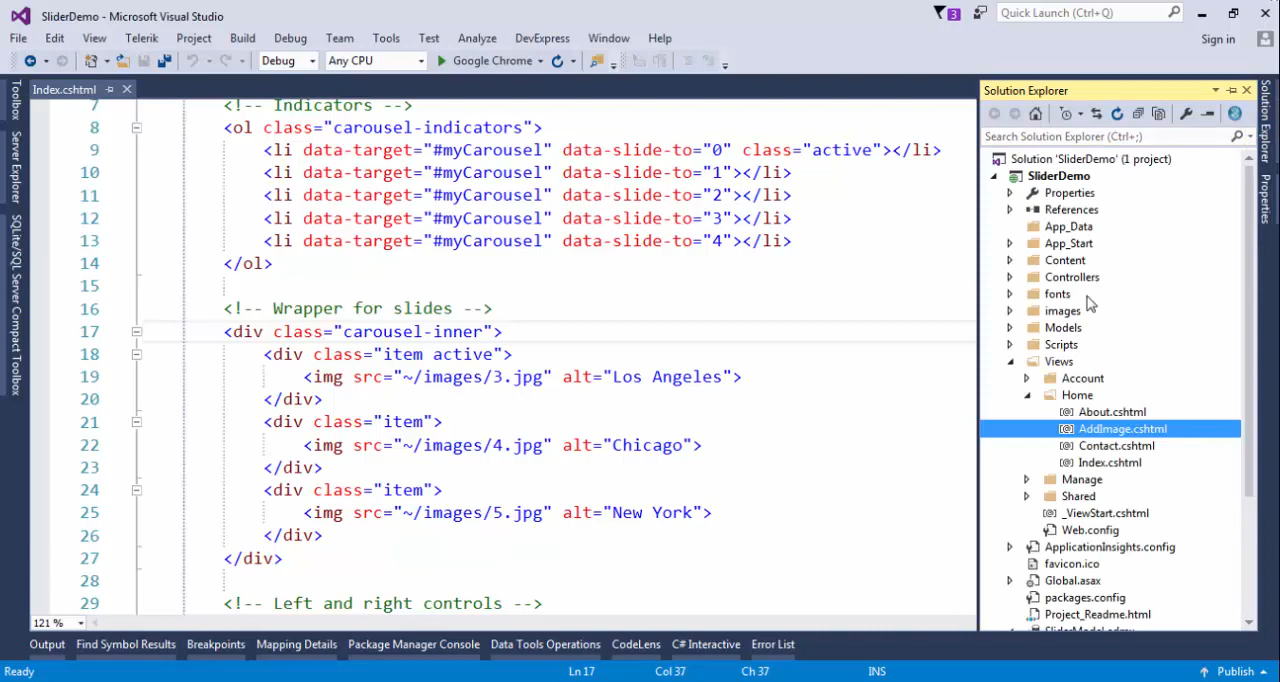 SliderDemo - Microsoft Visual Studio
3
Quick Launch (Ctrl+Q)
File Edit View Telerik Project Build Debug Team Tools Test Analyze DevExpress Window Help
Sign in
Debug Any CPU Google Chrome
Toolbox
Server Explorer
SQLite/SQL Server Compact Toolbox
Index.cshtml
7 <!-- Indicators -->
8 <ol class="carousel-indicators">
9 <li data-target="#myCarousel" data-slide-to="0" class="active"></li>
10 <li data-target="#myCarousel" data-slide-to="1"></li>
11 <li data-target="#myCarousel" data-slide-to="2"></li>
12 <li data-target="#myCarousel" data-slide-to="3"></li>
13 <li data-target="#myCarousel" data-slide-to="4"></li>
14 </ol>
15
16 <!-- Wrapper for slides -->
17 <div class="carousel-inner">
18 <div class="item active">
19 <img src="~/images/3.jpg" alt="Los Angeles">
20 </div>
21 <div class="item">
22 <img src="~/images/4.jpg" alt="Chicago">
23 </div>
24 <div class="item">
25 <img src="~/images/5.jpg" alt="New York">
26 </div>
27 </div>
28
29 <!-- Left and right controls -->
121 %
Solution Explorer
Search Solution Explorer (Ctrl+;)
Solution 'SliderDemo' (1 project)
SliderDemo
Properties
References
App_Data
App_Start
Content
Controllers
fonts
images
Models
Scripts
Views
Account
Home
About.cshtml
AddImage.cshtml
Contact.cshtml
Index.cshtml
Manage
Shared
_ViewStart.cshtml
Web.config
ApplicationInsights.config
favicon.ico
Global.asax
packages.config
Project_Readme.html
SliderModel.edmx
Solution Explorer
Properties
Output Find Symbol Results Breakpoints Mapping Details Package Manager Console Data Tools Operations CodeLens C# Interactive Error List
Ready Ln 17 Col 37 Ch 37 INS Publish